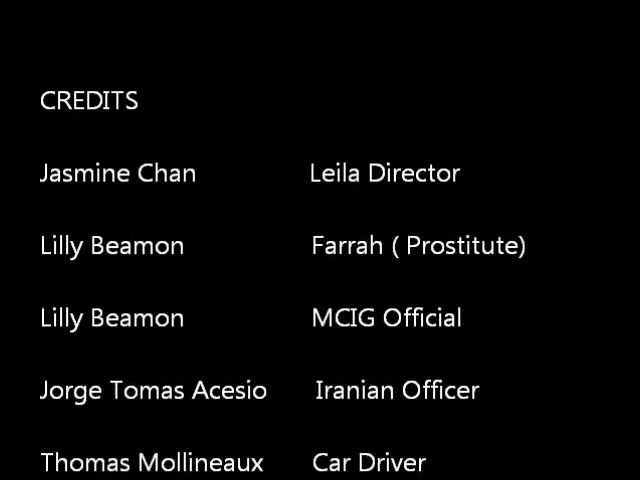 CREDITS
Jasmine Chan Leila Director
Lilly Beamon Farrah ( Prostitute)
Lilly Beamon MCIG Official
Jorge Tomas Acesio Iranian Officer
Thomas Mollineaux Car Driver